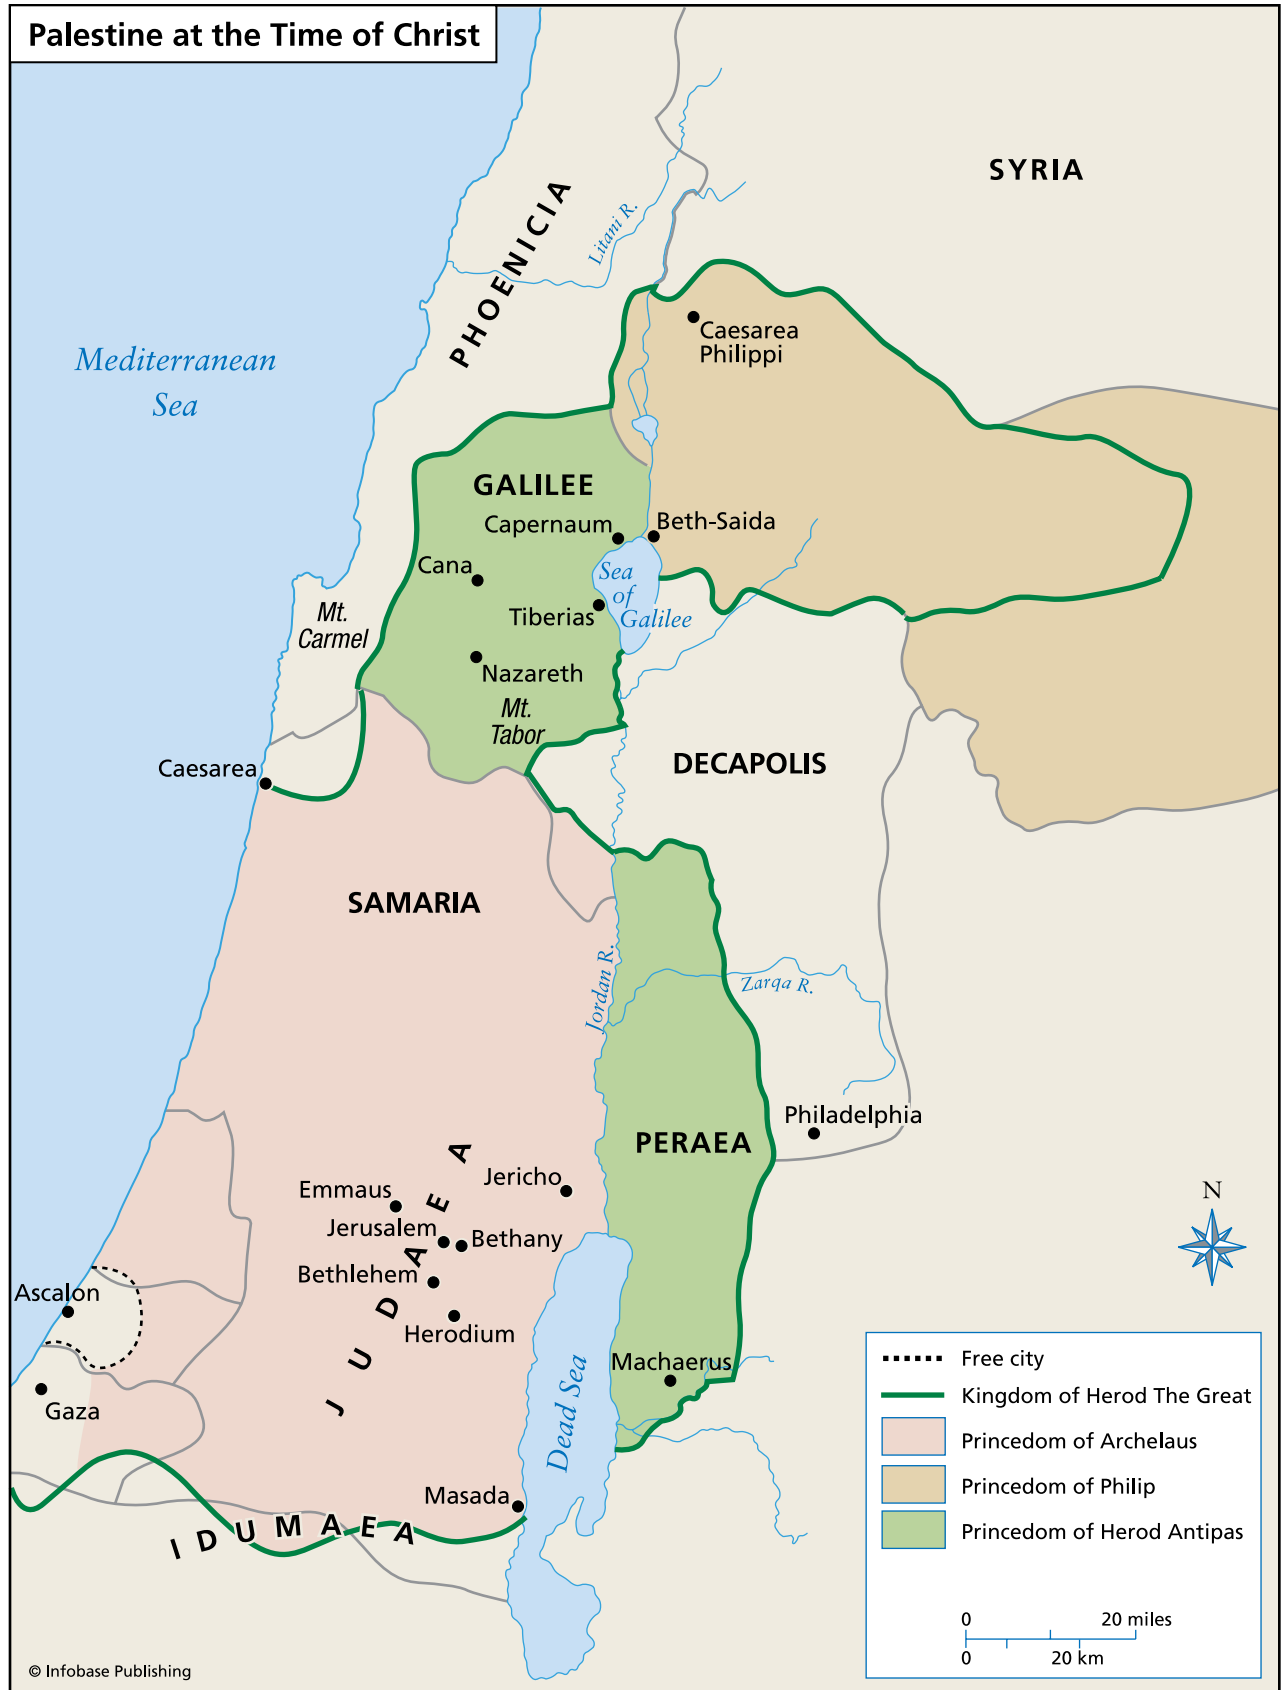 Palestine at the Time of Christ
SYRIA
PHOENICIA
Litani R.
Caesarea
Philippi
Mediterranean
Sea
GALILEE
Capernaum
Beth-Saida
Cana
Sea
of
Galilee
Tiberias
Mt.
Carmel
Nazareth
Mt.
Tabor
DECAPOLIS
Caesarea
SAMARIA
Jordan R.
Zarqa R.
Philadelphia
PERAEA
JUDAEA
Jericho
Emmaus
Jerusalem
Bethany
Bethlehem
Herodium
Ascalon
Gaza
Machaerus
Dead Sea
Masada
IDUMAEA
N
Free city
Kingdom of Herod The Great
Princedom of Archelaus
Princedom of Philip
Princedom of Herod Antipas
0 20 miles
0 20 km
© Infobase Publishing